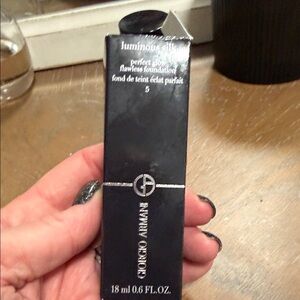 luminous silk
perfect glow
flawless foundation
fond de teint éclat parfait
5
GIORGIO ARMANI
18 ml 0.6 FL.OZ.